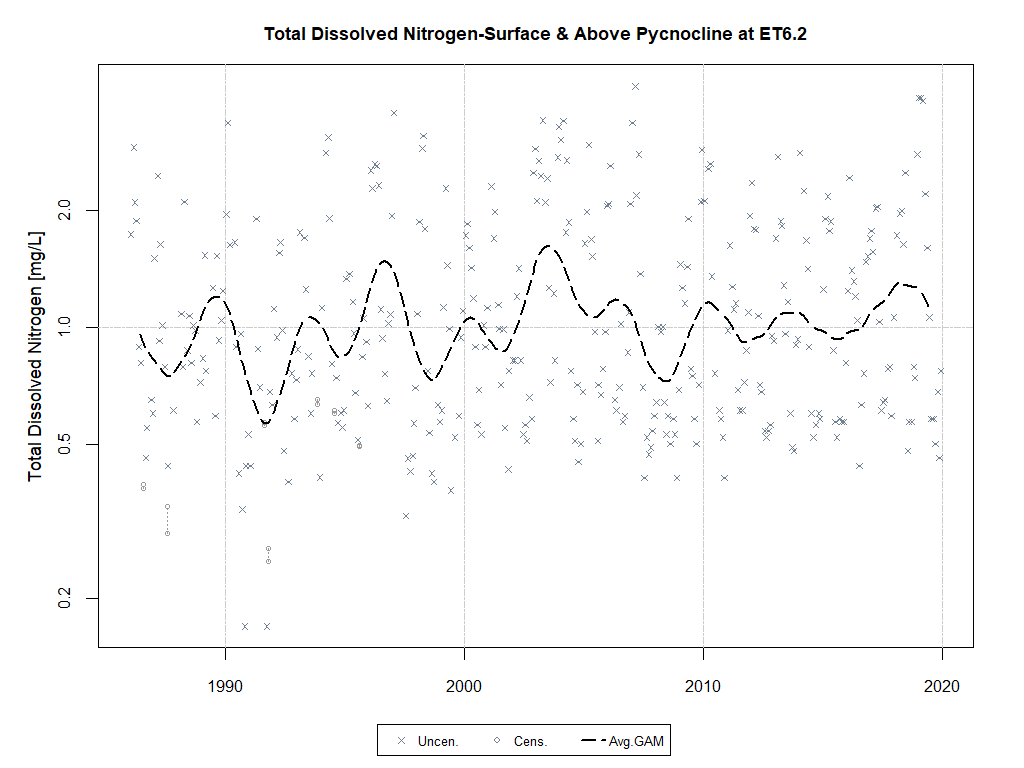 Total Dissolved Nitrogen-Surface & Above Pycnocline at ET6.2
Total Dissolved Nitrogen [mg/L]
2.0
1.0
0.5
0.2
1990 2000 2010 2020
Uncen. Cens. Avg.GAM